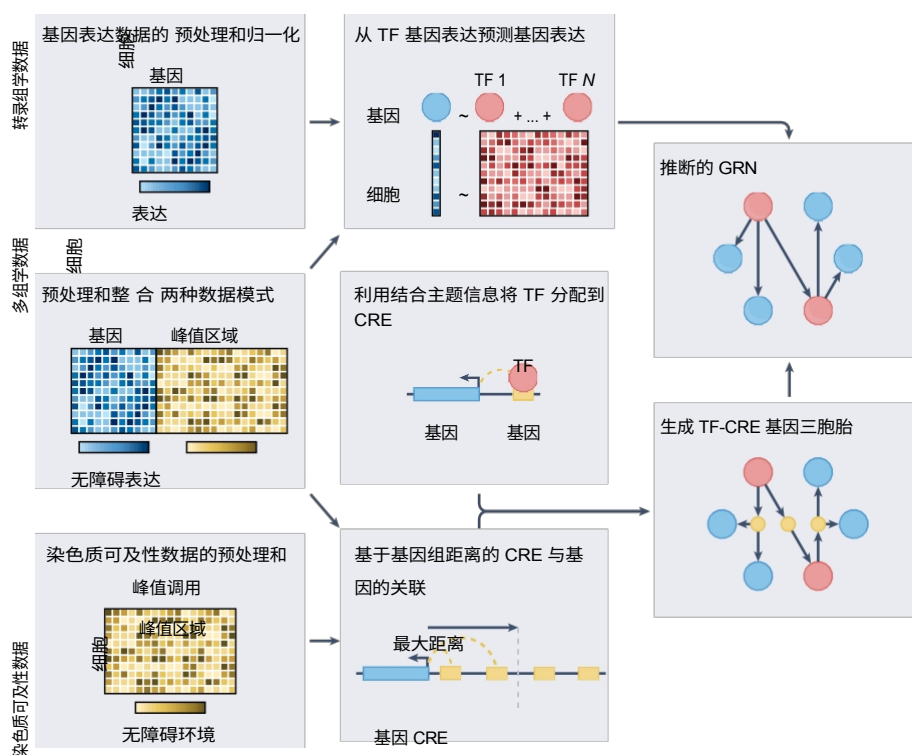 转录组学数据
基因表达数据的 预处理和归一化
细胞
基因
表达
从 TF 基因表达预测基因表达
TF 1
TF N
基因
~
+ ... +
细胞
~
推断的 GRN
多组学数据
细胞
预处理和整 合 两种数据模式
基因
峰值区域
无障碍表达
利用结合主题信息将 TF 分配到
CRE
TF
基因
基因
生成 TF-CRE 基因三胞胎
染色质可及性数据
染色质可及性数据的预处理和
峰值调用
峰值区域
细胞
无障碍环境
基于基因组距离的 CRE 与基
因的关联
最大距离
基因 CRE